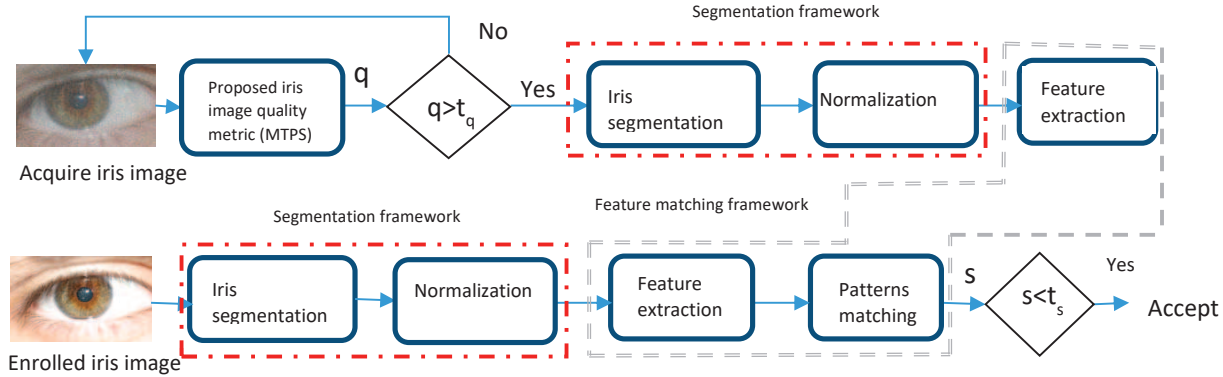 Segmentation framework
No
q
Yes
Proposed iris
image quality
metric (MTPS)
q>tq
Iris
segmentation
Normalization
Feature
extraction
Acquire iris image
Segmentation framework
Feature matching framework
Iris
segmentation
Normalization
Feature
extraction
Patterns
matching
s
s<ts
Yes
Accept
Enrolled iris image